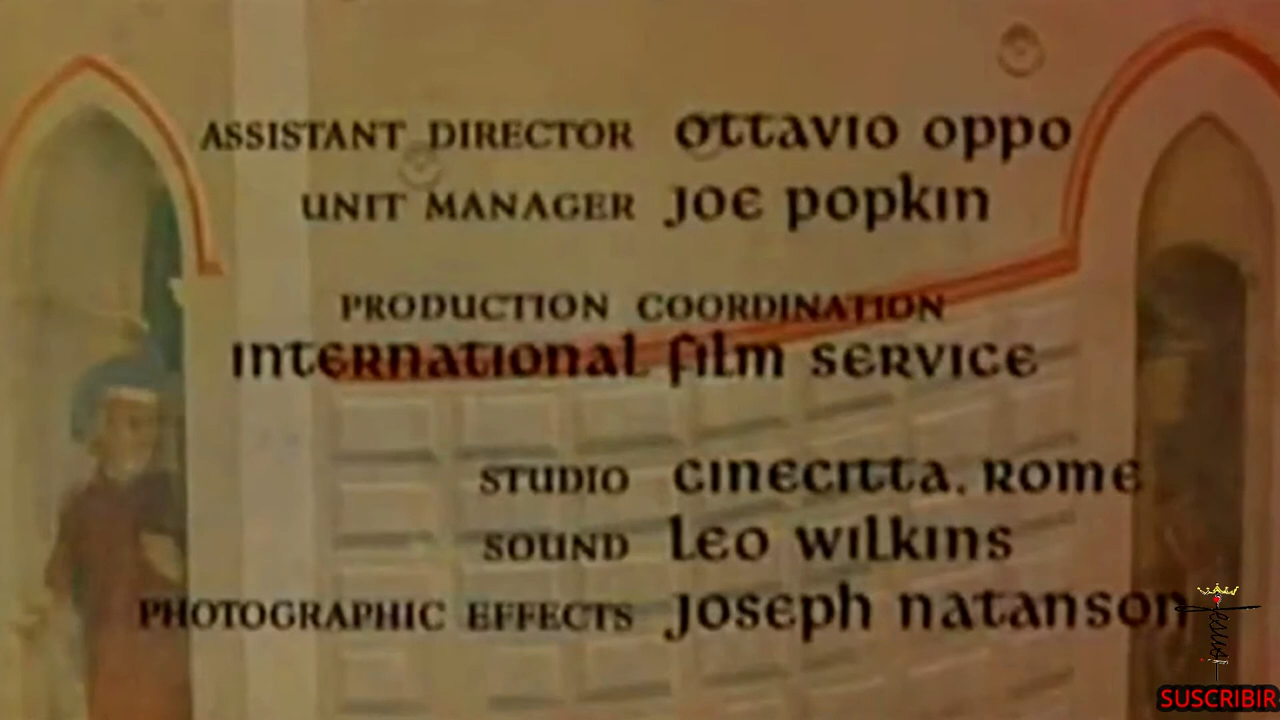 ASSISTANT DIRECTOR OTTAVIO OPPO
UNIT MANAGER JOE POPKIN
PRODUCTION COORDINATION
INTERNATIONAL FILM SERVICE
STUDIO CINECITTA, ROME
SOUND LEO WILKINS
PHOTOGRAPHIC EFFECTS JOSEPH NATANSON
Jesus
SUSCRIBIR